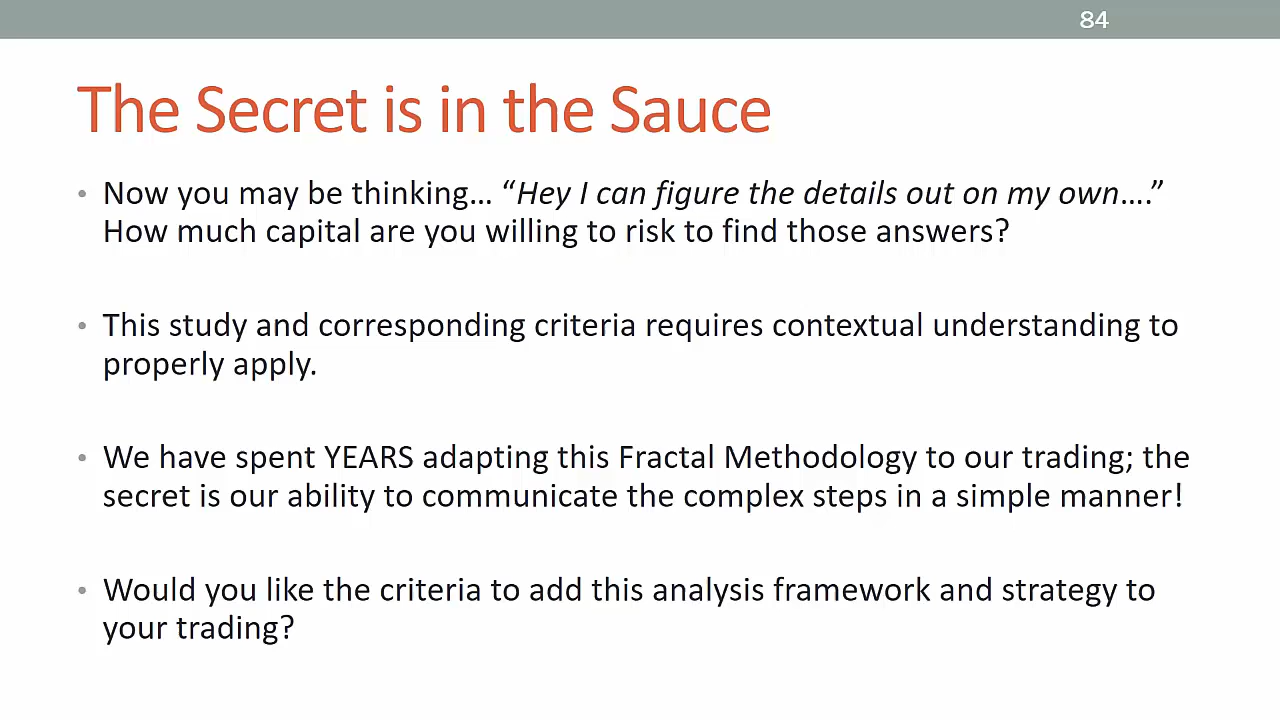 84
The Secret is in the Sauce
• Now you may be thinking… “Hey I can figure the details out on my own….”
How much capital are you willing to risk to find those answers?
• This study and corresponding criteria requires contextual understanding to
properly apply.
• We have spent YEARS adapting this Fractal Methodology to our trading; the
secret is our ability to communicate the complex steps in a simple manner!
• Would you like the criteria to add this analysis framework and strategy to
your trading?